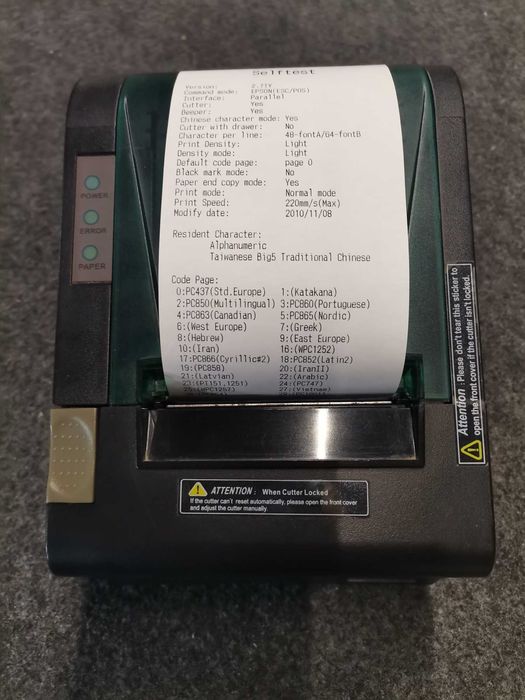 Selftest
Version: 2.7IY
Command mode: EPSON(ESC/POS)
Interface: Parallel
Cutter: Yes
Beeper: Yes
Chinese character mode: Yes
Cutter with drawer: No
Character per line: 48-fontA/64-fontB
Print Density: Light
Density mode: Light
Default code page: page 0
Black mark mode: No
Paper end copy mode: Yes
Print mode: Normal mode
Print Speed: 220mm/s(Max)
Modify date: 2010/11/08
Resident Character:
Alphanumeric
Taiwanese Big5 Traditional Chinese
Code Page:
0:PC437(Std.Europe) 1:(Katakana)
2:PC850(Multilingual) 3:PC860(Portuguese)
4:PC863(Canadian) 5:PC865(Nordic)
6:(West Europe) 7:(Greek)
8:(Hebrew) 9:(East Europe)
10:(Iran) 16:(WPC1252)
17:PC866(Cyrillic#2) 18:PC852(Latin2)
19:(PC858) 20:(IranII)
21:(Latvian) 22:(Arabic)
23:(PT151,1251) 24:(PC747)
25:(WPC1257) 27:(Vietnam)
POWER
ERROR
PAPER
Attention: Please don't tear this sticker to
open the front cover if the cutter isn't locked.
ATTENTION: When Cutter Locked
If the cutter can't reset automatically, please open the front cover
and adjust the cutter manually.